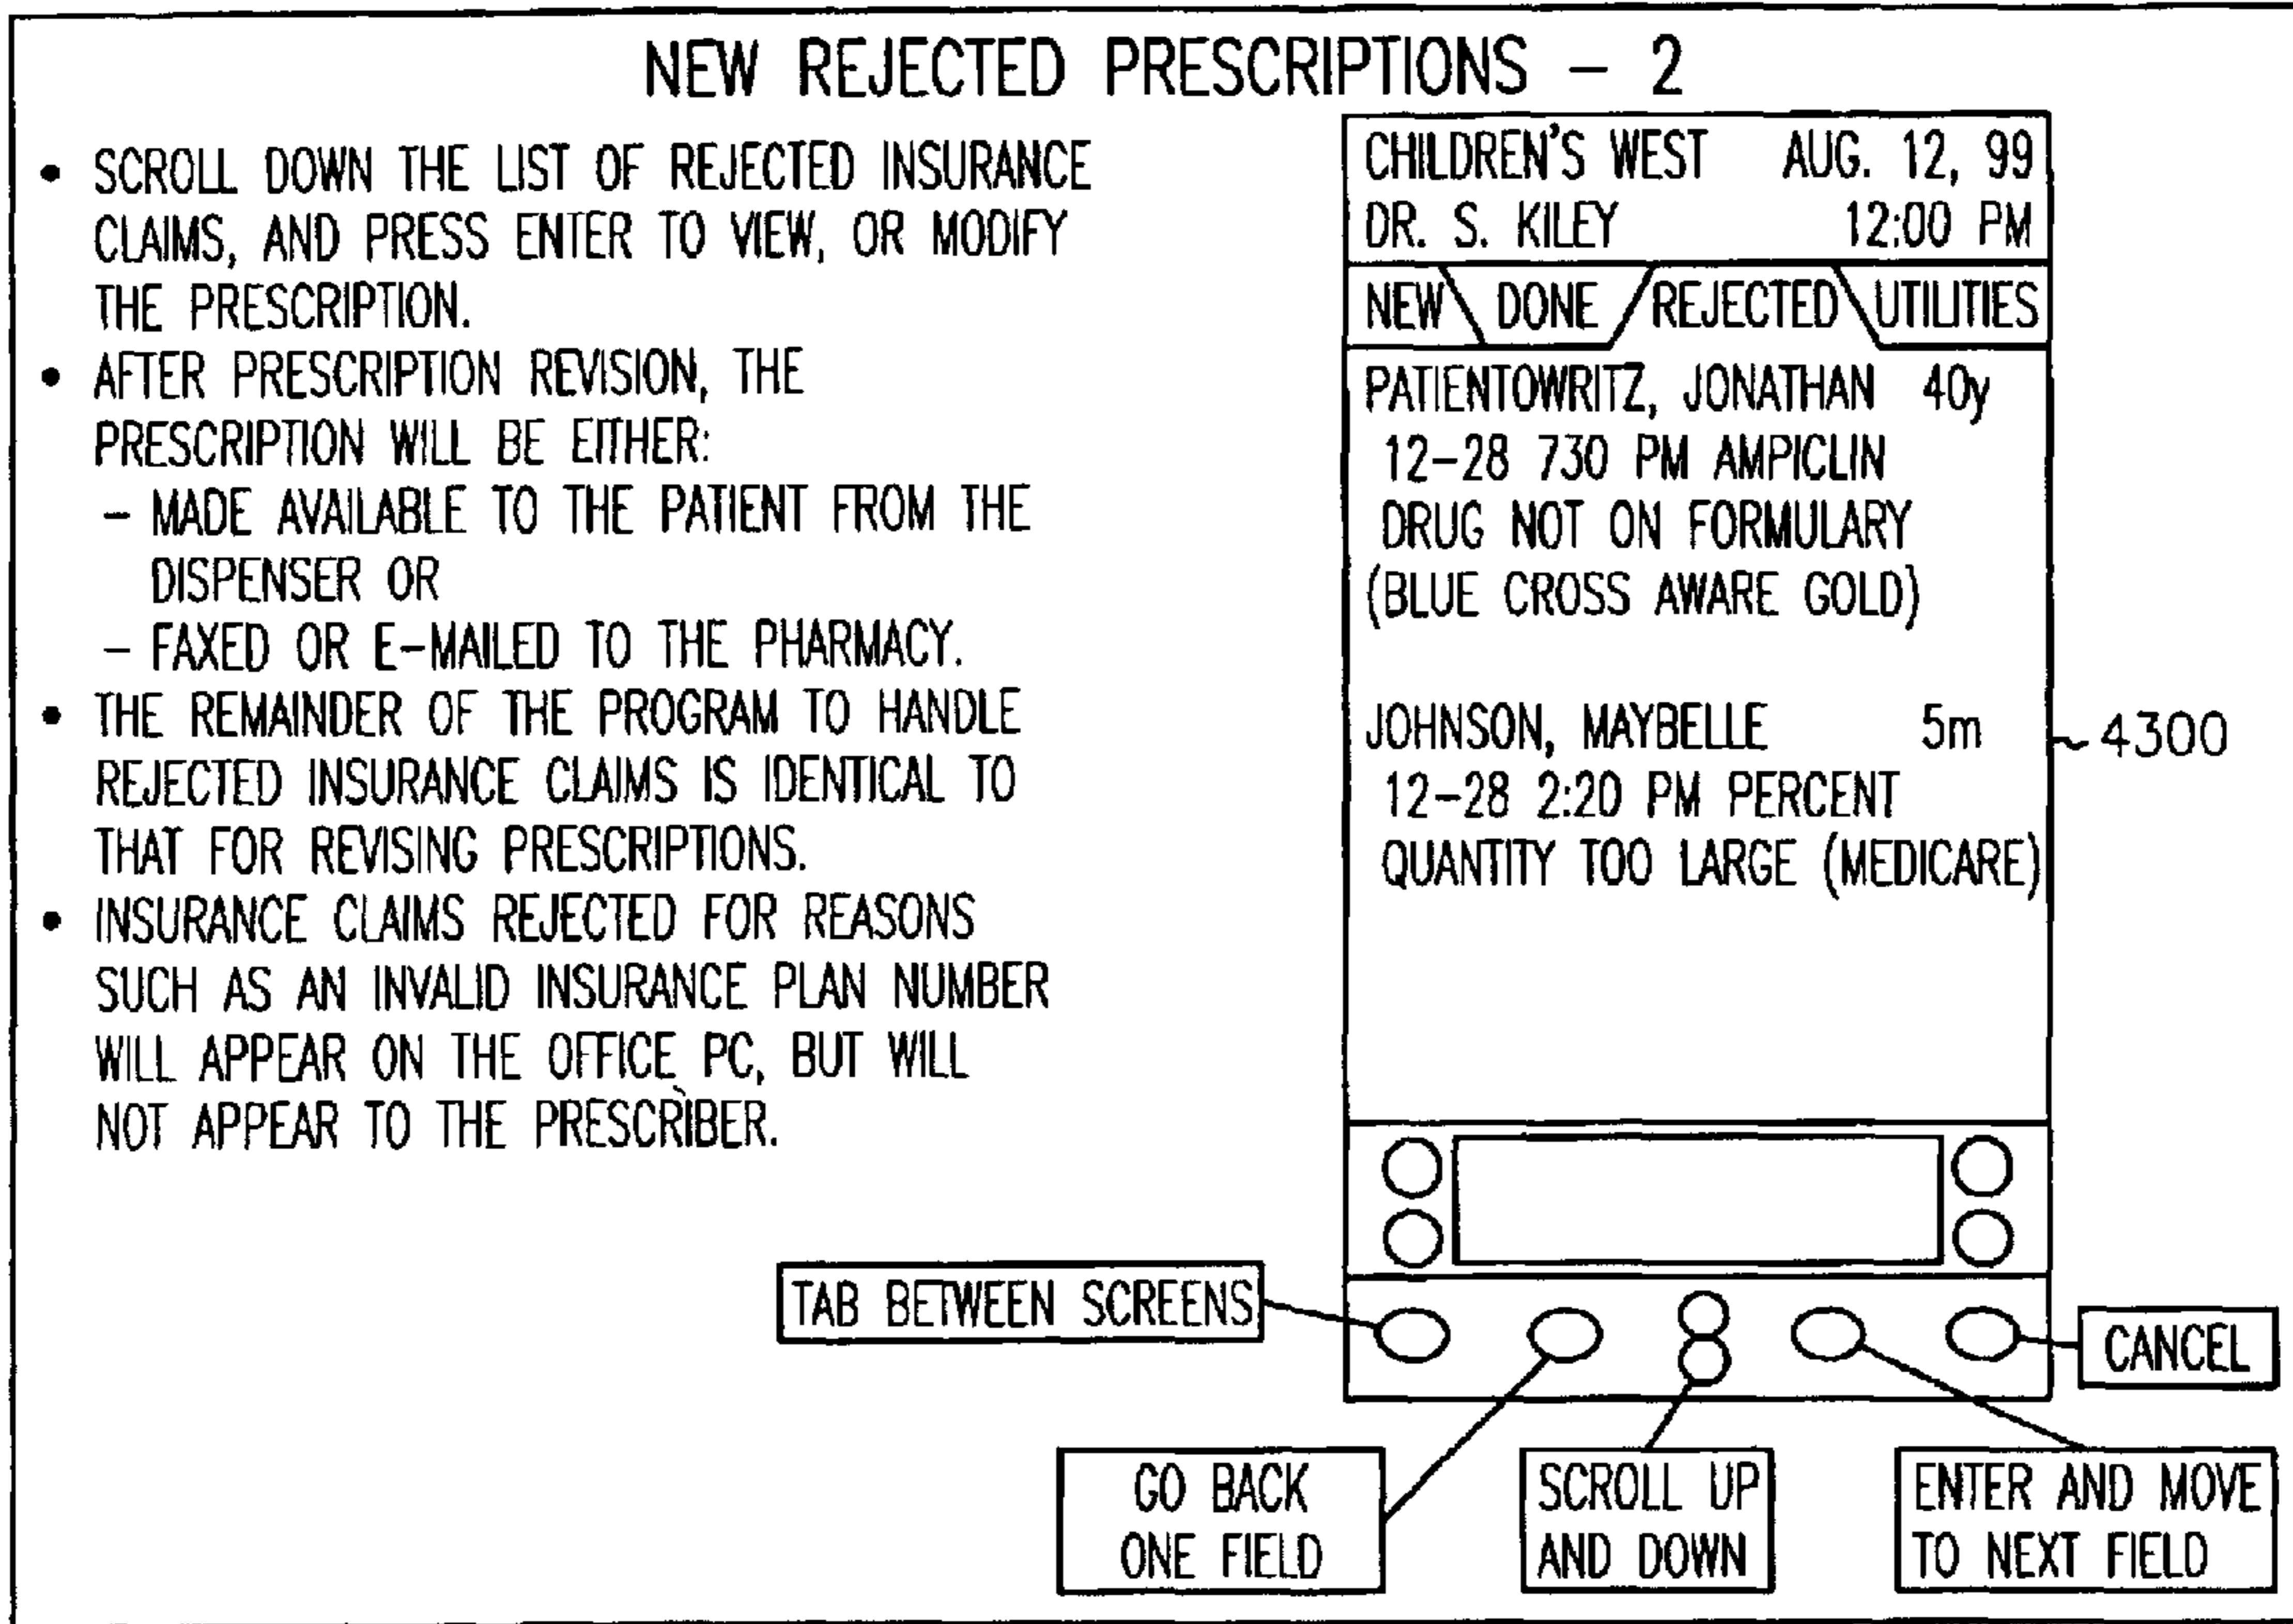 NEW REJECTED PRESCRIPTIONS – 2
• SCROLL DOWN THE LIST OF REJECTED INSURANCE
CLAIMS, AND PRESS ENTER TO VIEW, OR MODIFY
THE PRESCRIPTION.
• AFTER PRESCRIPTION REVISION, THE
PRESCRIPTION WILL BE EITHER:
– MADE AVAILABLE TO THE PATIENT FROM THE
DISPENSER OR
– FAXED OR E-MAILED TO THE PHARMACY.
• THE REMAINDER OF THE PROGRAM TO HANDLE
REJECTED INSURANCE CLAIMS IS IDENTICAL TO
THAT FOR REVISING PRESCRIPTIONS.
• INSURANCE CLAIMS REJECTED FOR REASONS
SUCH AS AN INVALID INSURANCE PLAN NUMBER
WILL APPEAR ON THE OFFICE PC, BUT WILL
NOT APPEAR TO THE PRESCRIBER.
CHILDREN'S WEST AUG. 12, 99
DR. S. KILEY 12:00 PM
NEW DONE REJECTED UTILITIES
PATIENTOWRITZ, JONATHAN 40y
12-28 730 PM AMPICLIN
DRUG NOT ON FORMULARY
(BLUE CROSS AWARE GOLD)
JOHNSON, MAYBELLE 5m
12-28 2:20 PM PERCENT
QUANTITY TOO LARGE (MEDICARE)
4300
TAB BETWEEN SCREENS
CANCEL
GO BACK
ONE FIELD
SCROLL UP
AND DOWN
ENTER AND MOVE
TO NEXT FIELD